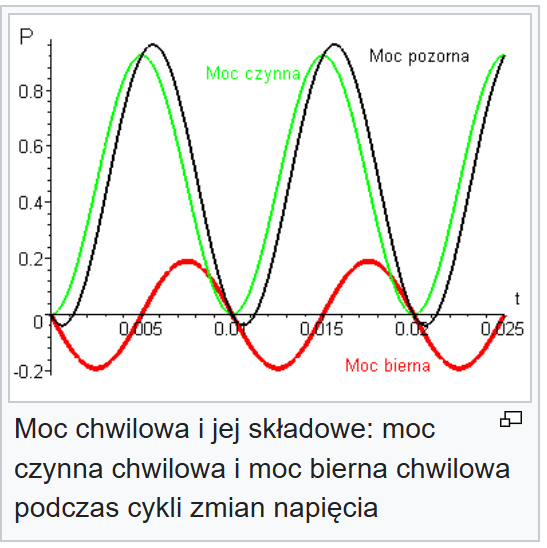 P
Moc pozorna
Moc czynna
0.8
0.6
0.4
0.2
t
0
0.005
0.01
0.015
0.02
0.025
-0.2
Moc bierna
Moc chwilowa i jej składowe: moc
czynna chwilowa i moc bierna chwilowa
podczas cykli zmian napięcia